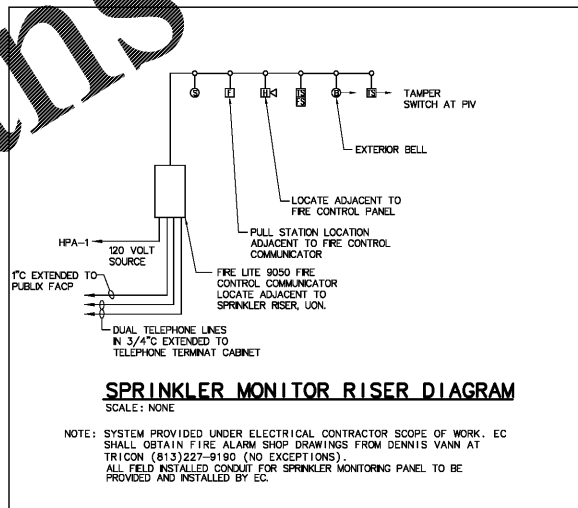 ns
S
F
H
TS
FS
B
TS
TAMPER
SWITCH AT PIV
EXTERIOR BELL
LOCATE ADJACENT TO
FIRE CONTROL PANEL
PULL STATION LOCATION
ADJACENT TO FIRE CONTROL
COMMUNICATOR
HPA-1
120 VOLT
SOURCE
1"C EXTENDED TO
PUBLIX FACP
FIRE LITE 9050 FIRE
CONTROL COMMUNICATOR
LOCATE ADJACENT TO
SPRINKLER RISER, UON.
DUAL TELEPHONE LINES
IN 3/4"C EXTENDED TO
TELEPHONE TERMINAT CABINET
SPRINKLER MONITOR RISER DIAGRAM
SCALE: NONE
NOTE: SYSTEM PROVIDED UNDER ELECTRICAL CONTRACTOR SCOPE OF WORK. EC
SHALL OBTAIN FIRE ALARM SHOP DRAWINGS FROM DENNIS VANN AT
TRICON (813)227-9190 (NO EXCEPTIONS).
ALL FIELD INSTALLED CONDUIT FOR SPRINKLER MONITORING PANEL TO BE
PROVIDED AND INSTALLED BY EC.